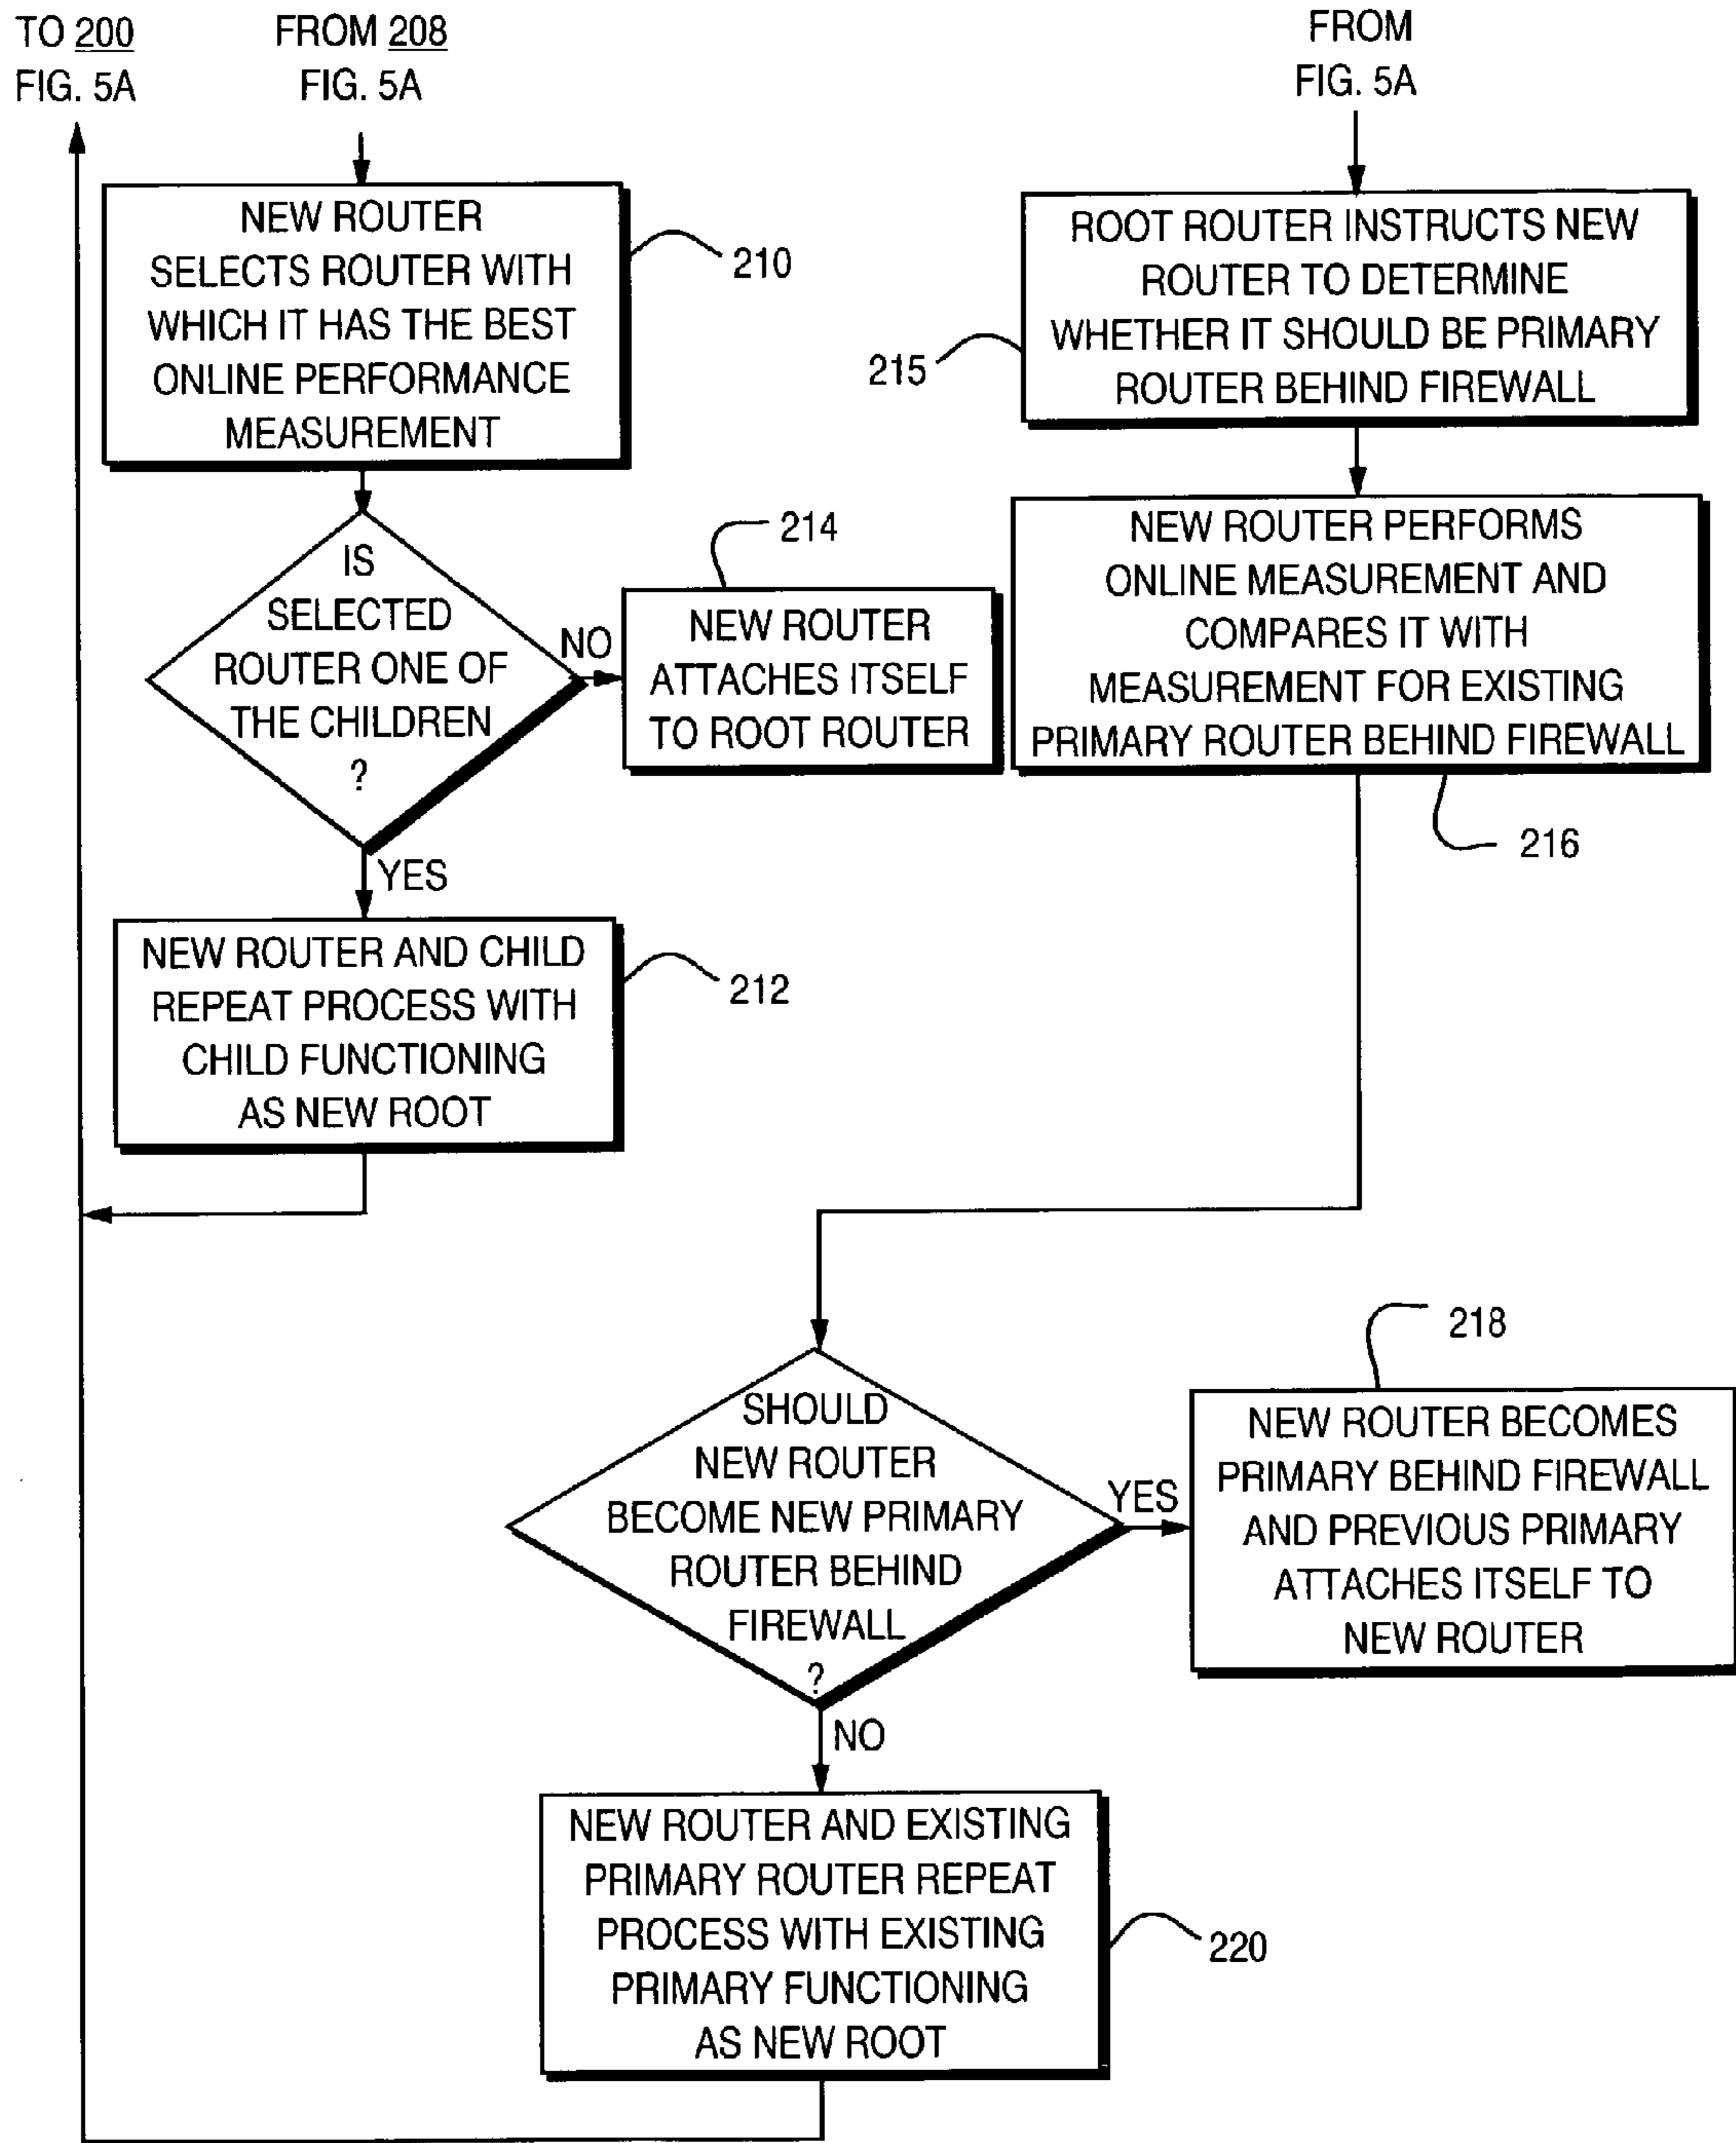 TO 200
FIG. 5A
FROM 208
FIG. 5A
FROM
FIG. 5A
NEW ROUTER
SELECTS ROUTER WITH
WHICH IT HAS THE BEST
ONLINE PERFORMANCE
MEASUREMENT
210
ROOT ROUTER INSTRUCTS NEW
ROUTER TO DETERMINE
WHETHER IT SHOULD BE PRIMARY
ROUTER BEHIND FIREWALL
215
IS
SELECTED
ROUTER ONE OF
THE CHILDREN
?
NO
214
NEW ROUTER
ATTACHES ITSELF
TO ROOT ROUTER
NEW ROUTER PERFORMS
ONLINE MEASUREMENT AND
COMPARES IT WITH
MEASUREMENT FOR EXISTING
PRIMARY ROUTER BEHIND FIREWALL
216
YES
NEW ROUTER AND CHILD
REPEAT PROCESS WITH
CHILD FUNCTIONING
AS NEW ROOT
212
SHOULD
NEW ROUTER
BECOME NEW PRIMARY
ROUTER BEHIND
FIREWALL
?
YES
218
NEW ROUTER BECOMES
PRIMARY BEHIND FIREWALL
AND PREVIOUS PRIMARY
ATTACHES ITSELF TO
NEW ROUTER
NO
NEW ROUTER AND EXISTING
PRIMARY ROUTER REPEAT
PROCESS WITH EXISTING
PRIMARY FUNCTIONING
AS NEW ROOT
220